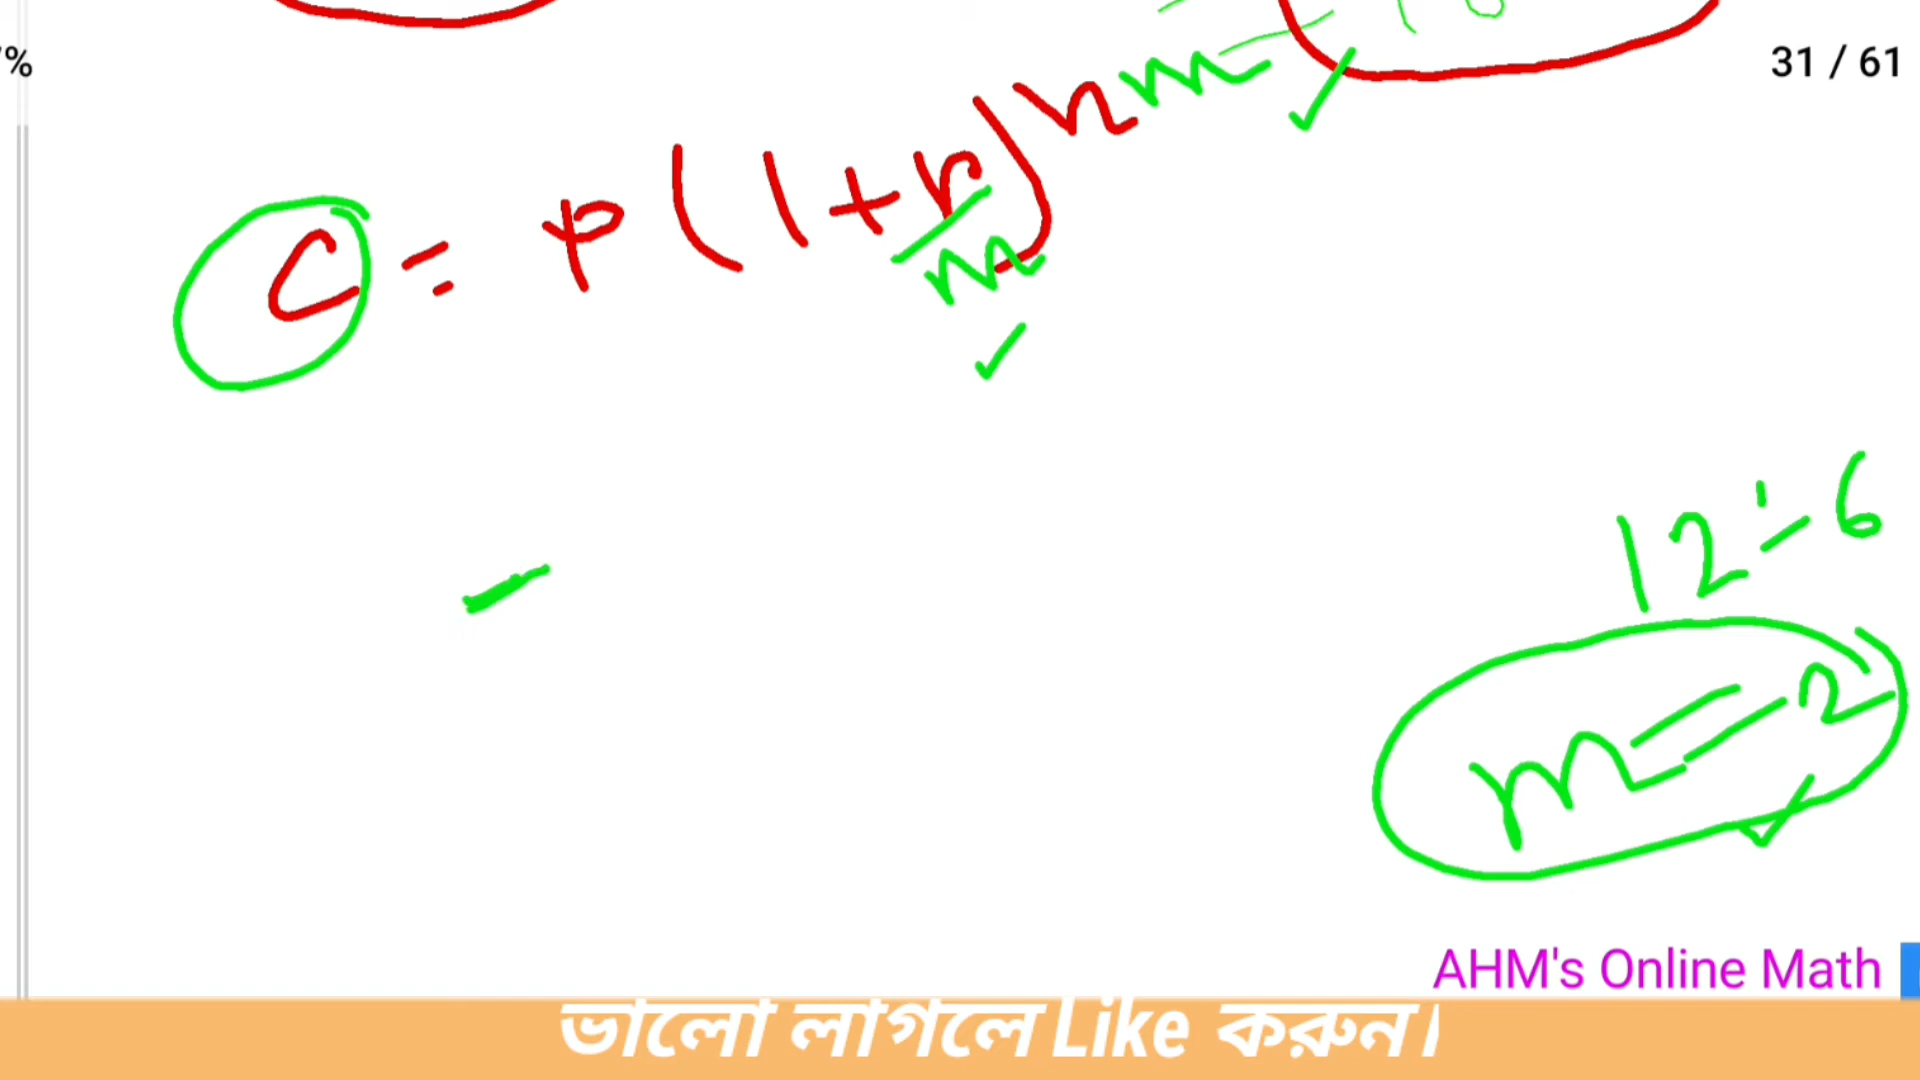 %
31 / 61
C = p(1+r/m)^nm
12÷6
m=2
AHM's Online Math
ভালো লাগলে Like করুন।